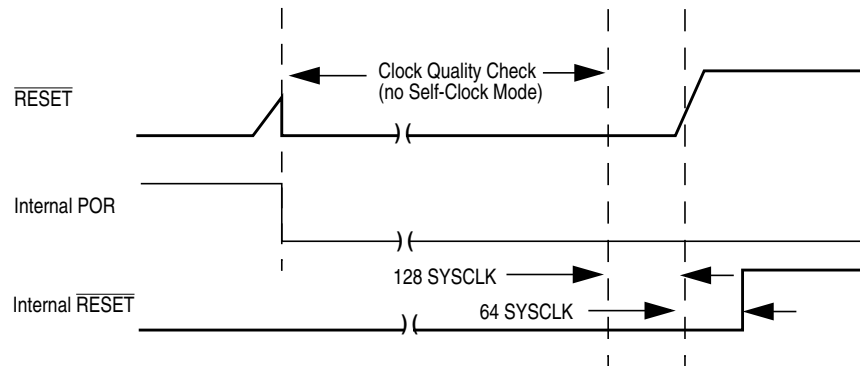 RESET
Clock Quality Check
(no Self-Clock Mode)
Internal POR
128 SYSCLK
Internal RESET
64 SYSCLK